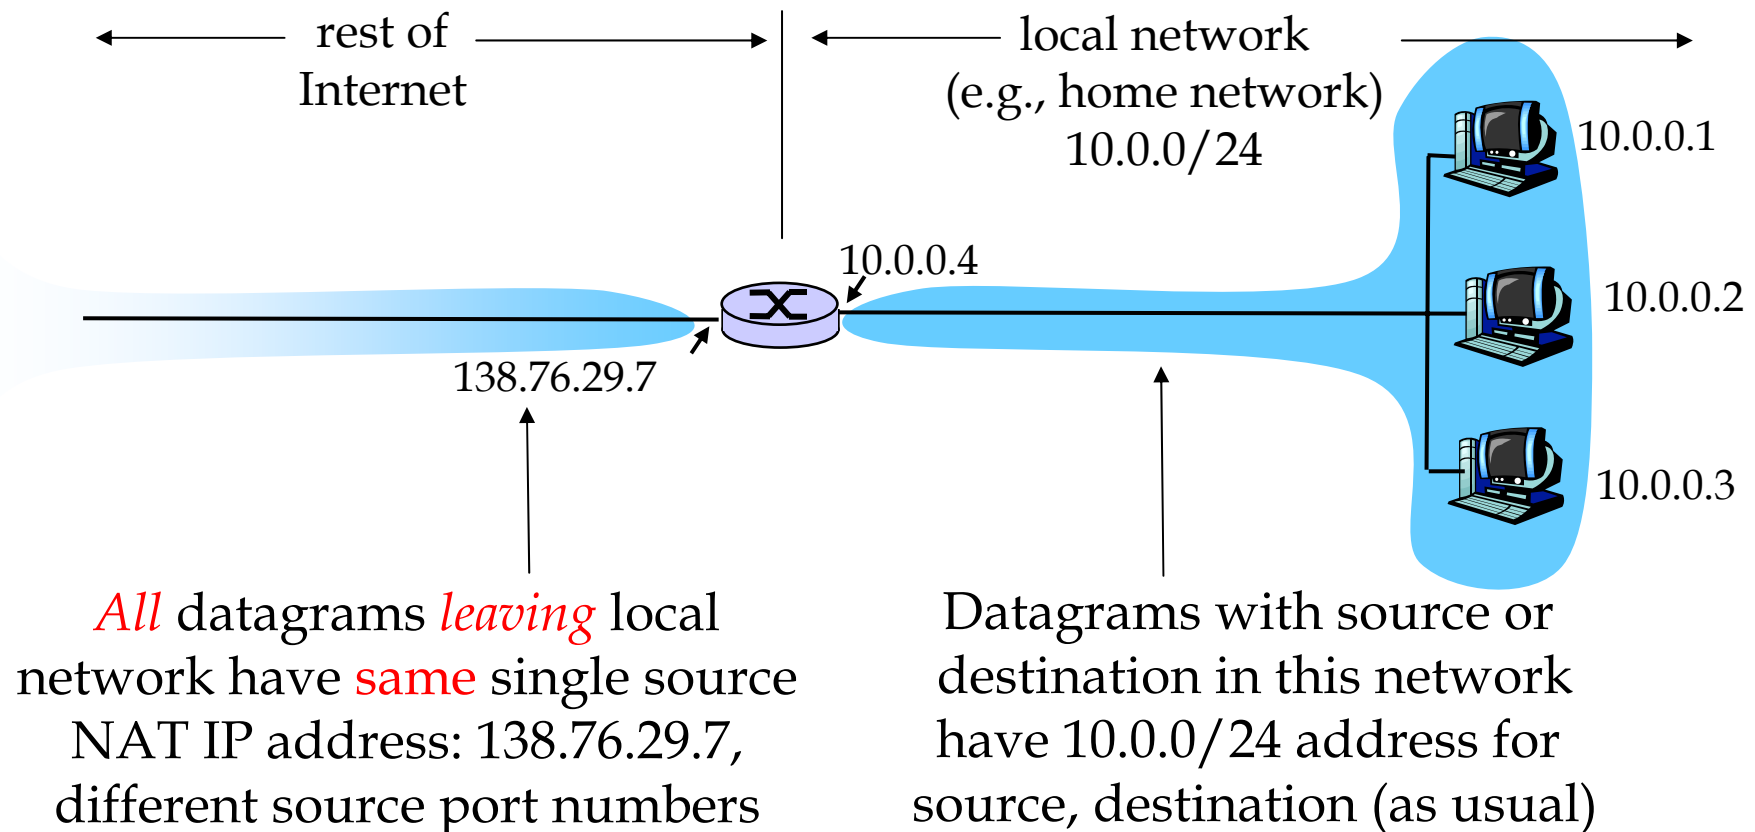 rest of
Internet
local network
(e.g., home network)
10.0.0/24
10.0.0.1
10.0.0.4
10.0.0.2
138.76.29.7
10.0.0.3
All datagrams leaving local
network have same single source
NAT IP address: 138.76.29.7,
different source port numbers
Datagrams with source or
destination in this network
have 10.0.0/24 address for
source, destination (as usual)